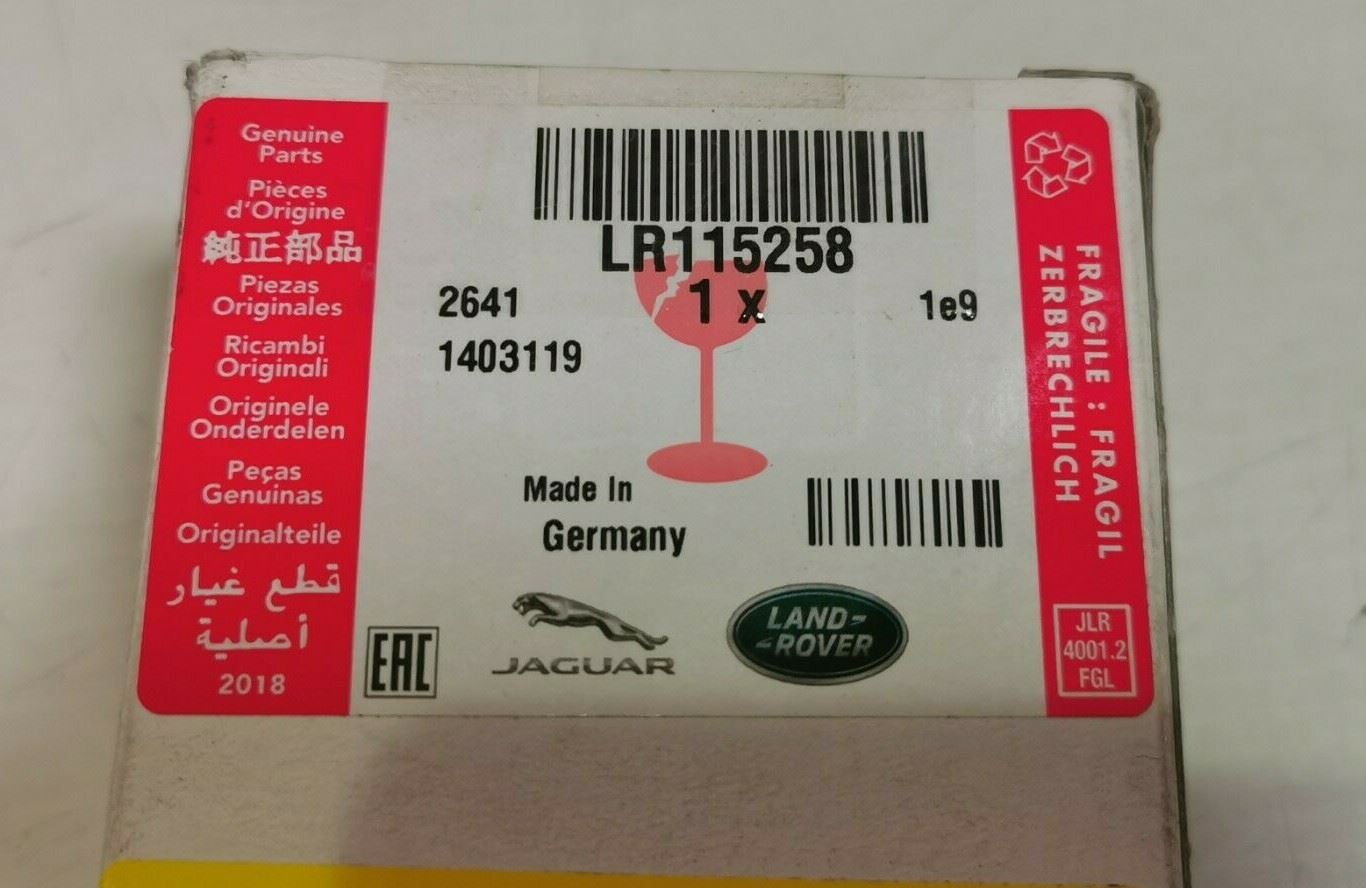 Genuine
Parts
Pièces
d'Origine
純正部品
Piezas
Originales
Ricambi
Originali
Originele
Onderdelen
Peças
Genuinas
Originalteile
قطع غيار
أصلية
2018
LR115258
2641
1 x
1e9
1403119
Made In
Germany
EAC
JAGUAR
LAND-
-ROVER
FRAGILE : FRAGIL
ZERBRECHLICH
JLR
4001.2
FGL